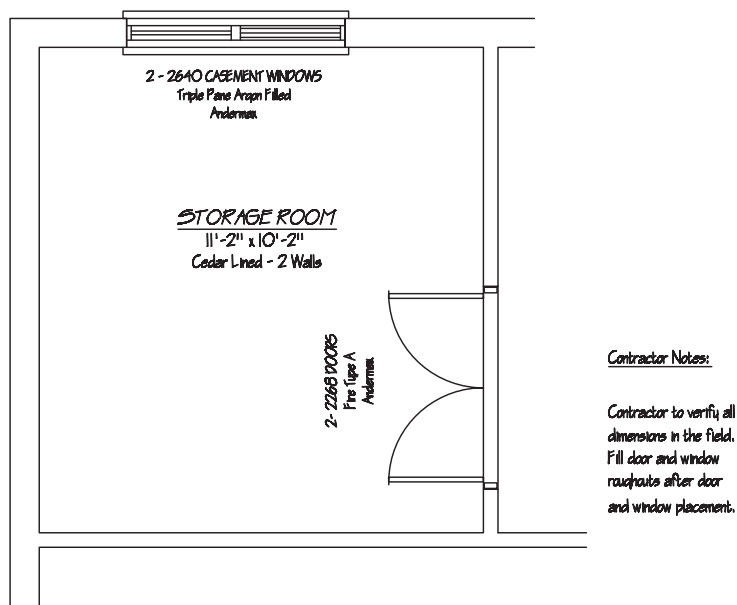 2 - 2640 CASEMENT WINDOWS
Triple Pane Argon Filled
Andermax
STORAGE ROOM
11'-2" x 10'-2"
Cedar Lined - 2 Walls
2- 2268 DOORS
Fire Type A
Andermax
Contractor Notes:
Contractor to verify all
dimensions in the field.
Fill door and window
roughouts after door
and window placement.